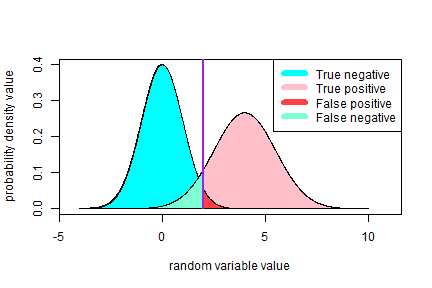 True negative
True positive
False positive
False negative
probability density value
0.4
0.3
0.2
0.1
0.0
-5 0 5 10
random variable value